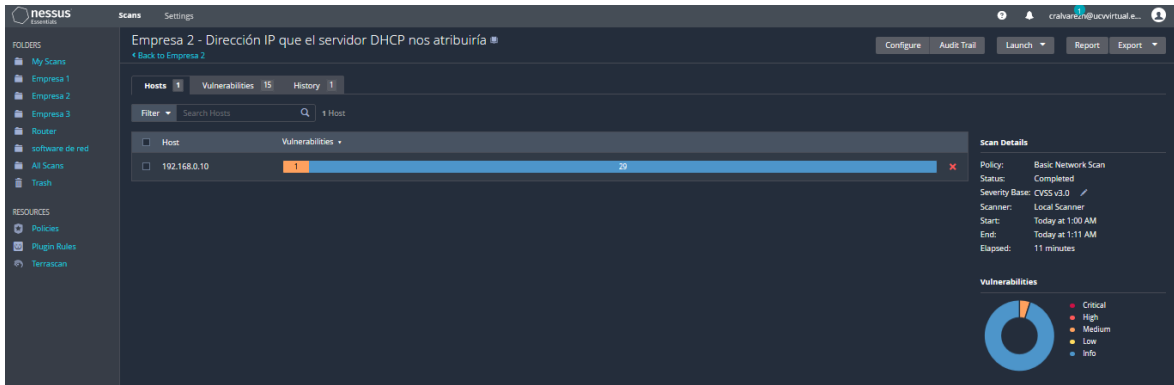 nessus
Essentials
Scans
Settings
1
cralvarezn@ucvvirtual.e...
FOLDERS
My Scans
Empresa 1
Empresa 2
Empresa 3
Router
software de red
All Scans
Trash
RESOURCES
Policies
Plugin Rules
Terrascan
Empresa 2 - Dirección IP que el servidor DHCP nos atribuiría
Back to Empresa 2
Configure
Audit Trail
Launch
Report
Export
Hosts 1
Vulnerabilities 15
History 1
Filter
Search Hosts
1 Host
Host
Vulnerabilities
192.168.0.10
1
29
Scan Details
Policy: Basic Network Scan
Status: Completed
Severity Base: CVSS v3.0
Scanner: Local Scanner
Start: Today at 1:00 AM
End: Today at 1:11 AM
Elapsed: 11 minutes
Vulnerabilities
Critical
High
Medium
Low
Info